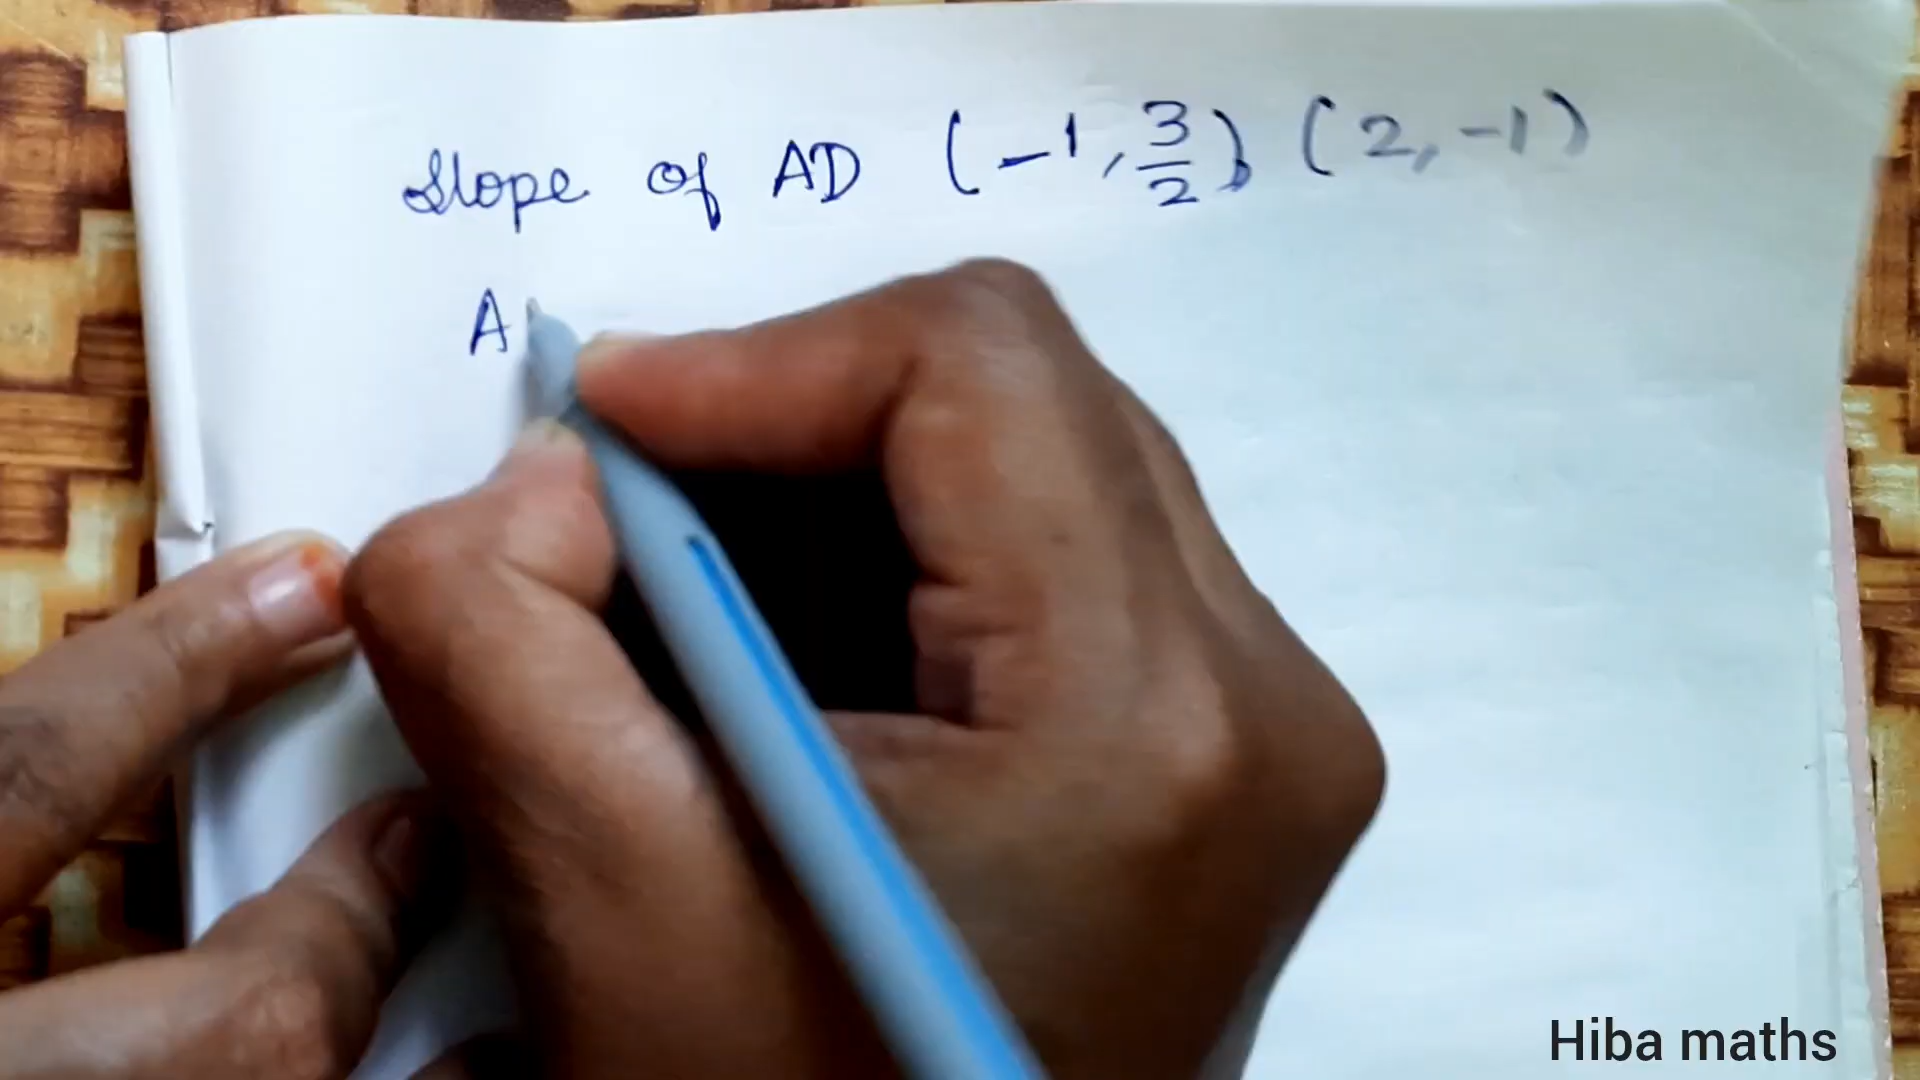 Slope of AD (-1, 3/2), (2, -1)
A
Hiba maths